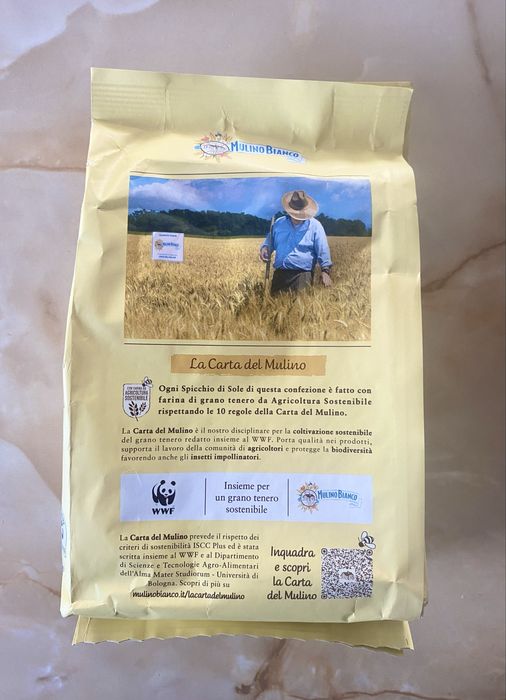 MULINO BIANCO
La Carta del Mulino
CON FARINA DA
AGRICOLTURA
SOSTENIBILE
Ogni Spicchio di Sole di questa confezione è fatto con
farina di grano tenero da Agricoltura Sostenibile
rispettando le 10 regole della Carta del Mulino.
La Carta del Mulino è il nostro disciplinare per la coltivazione sostenibile
del grano tenero redatto insieme al WWF. Porta qualità nei prodotti,
supporta il lavoro della comunità di agricoltori e protegge la biodiversità
favorendo anche gli insetti impollinatori.
WWF
Insieme per
un grano tenero
sostenibile
MULINO BIANCO
La Carta del Mulino prevede il rispetto dei
criteri di sostenibilità ISCC Plus ed è stata
scritta insieme al WWF e al Dipartimento
di Scienze e Tecnologie Agro-Alimentari
dell'Alma Mater Studiorum - Università di
Bologna. Scopri di più su
mulinobianco.it/lacartadelmulino
Inquadra
e scopri
la Carta
del Mulino